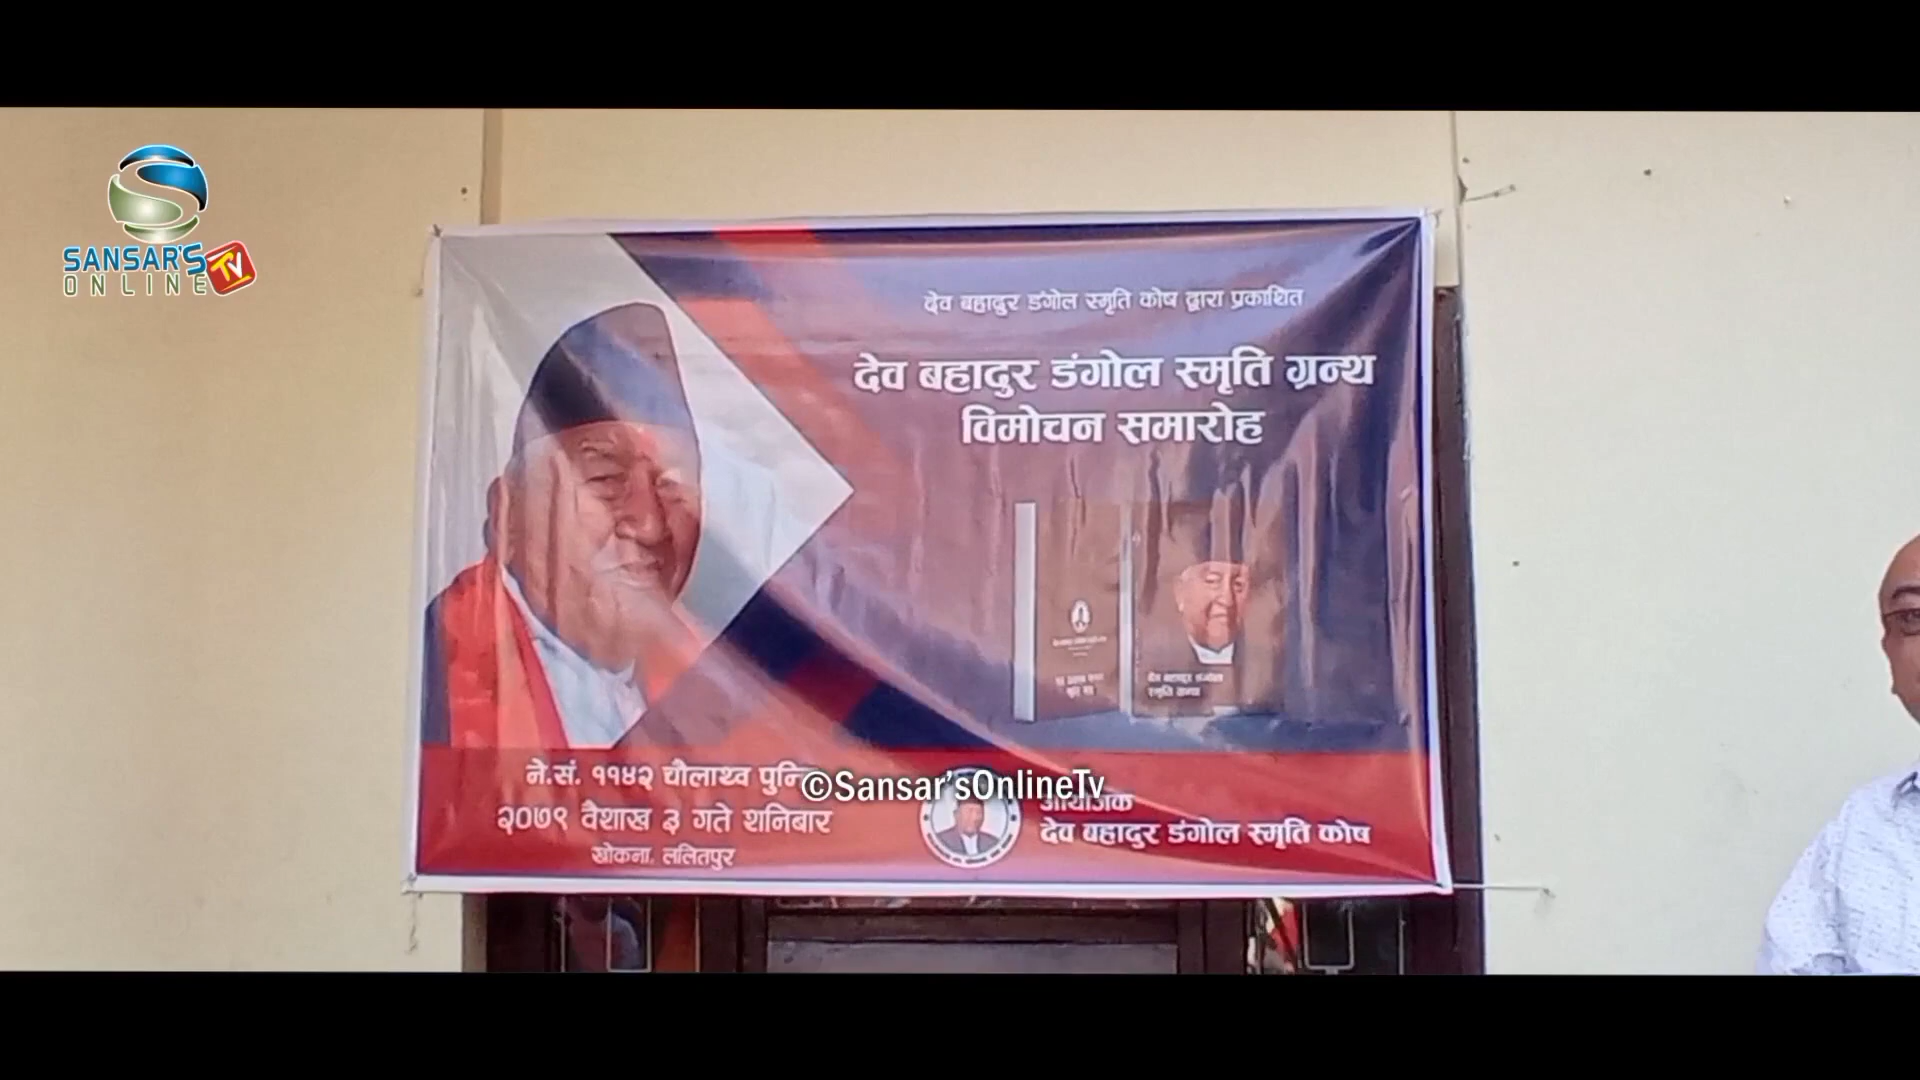 SANSAR'S
ONLINE TV
देव बहादुर डंगोल स्मृति कोष द्वारा प्रकाशित
देव बहादुर डंगोल स्मृति ग्रन्थ
विमोचन समारोह
देव बहादुर डंगोल
स्मृति ग्रन्थ
ने.सं. ११४२ चौलाथ्व पुन्हि
२०७९ वैशाख ३ गते शनिबार
खोकना, ललितपुर
©Sansar'sOnlineTv
आयोजक
देव बहादुर डंगोल स्मृति कोष